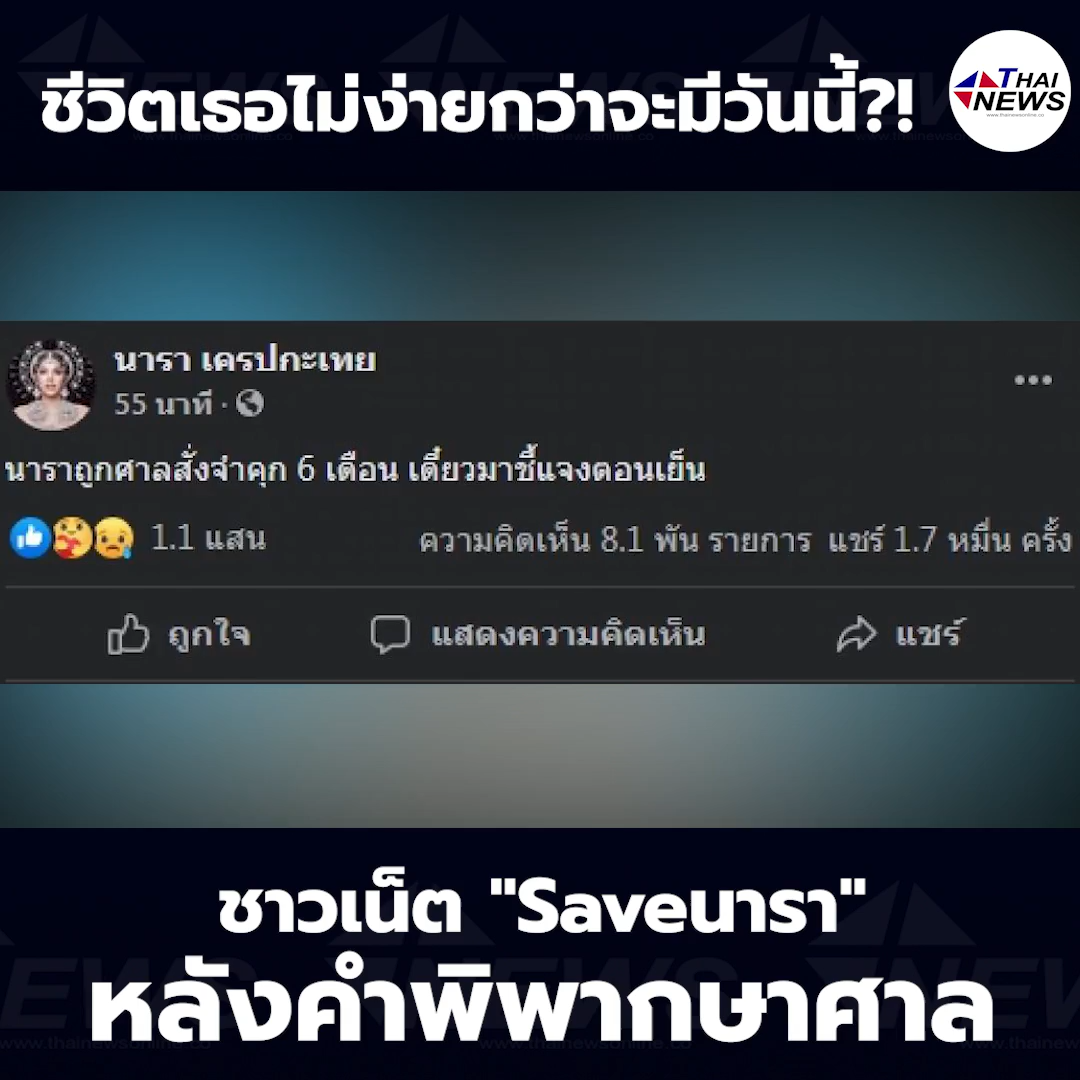 ชีวิตเธอไม่ง่ายกว่าจะมีวันนี้?!
THAI
NEWS
www.thainewsonline.co
นารา เครปกะเทย
55 นาที ·
นาราถูกศาลสั่งจำคุก 6 เดือน เดี๋ยวมาชี้แจงตอนเย็น
1.1 แสน ความคิดเห็น 8.1 พัน รายการ แชร์ 1.7 หมื่น ครั้ง
ถูกใจ แสดงความคิดเห็น แชร์
ชาวเน็ต "Saveนารา"
หลังคำพิพากษาศาล